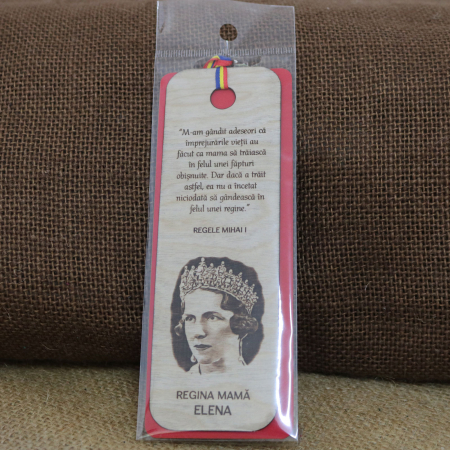 "M-am gândit adeseori că
împrejurările vieții au
făcut ca mama să trăiască
în felul unei făpturi
obișnuite. Dar dacă a trăit
astfel, ea nu a încetat
niciodată să gândească în
felul unei regine."
REGELE MIHAI I
REGINA MAMĂ
ELENA